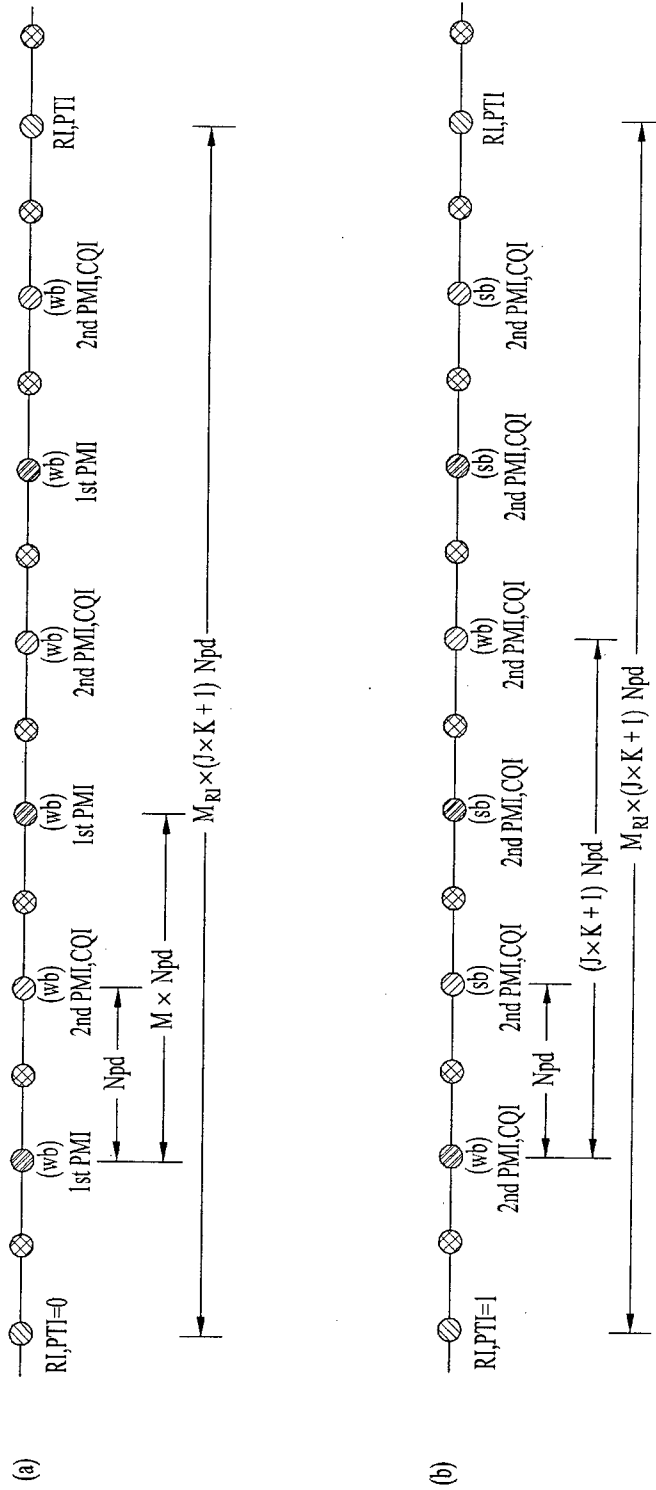 (a)
RI,PTI=0
(wb)
1st PMI
(wb)
2nd PMI,CQI
(wb)
1st PMI
(wb)
2nd PMI,CQI
(wb)
1st PMI
(wb)
2nd PMI,CQI
RI,PTI
Npd
M × Npd
MRI×(J×K+1) Npd
(b)
RI,PTI=1
(wb)
2nd PMI,CQI
(sb)
2nd PMI,CQI
(sb)
2nd PMI,CQI
(wb)
2nd PMI,CQI
(sb)
2nd PMI,CQI
(sb)
2nd PMI,CQI
RI,PTI
Npd
(J×K+1) Npd
MRI×(J×K+1) Npd